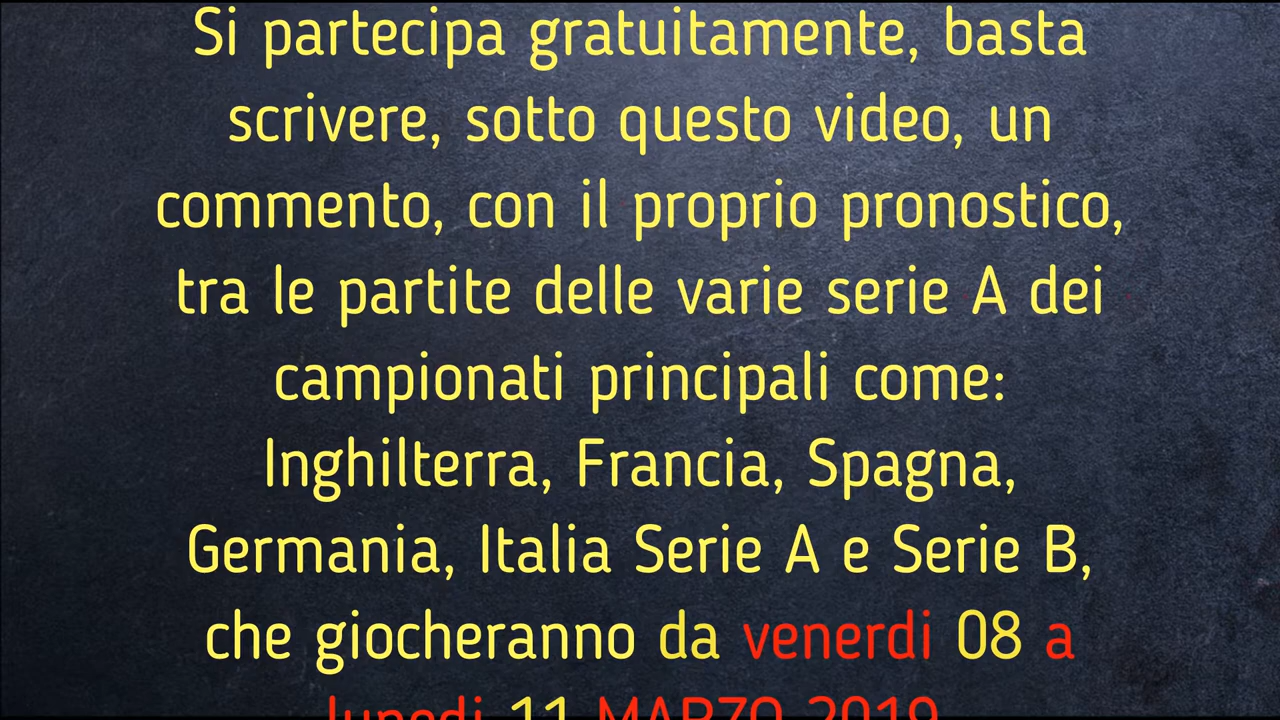 Si partecipa gratuitamente, basta
scrivere, sotto questo video, un
commento, con il proprio pronostico,
tra le partite delle varie serie A dei
campionati principali come:
Inghilterra, Francia, Spagna,
Germania, Italia Serie A e Serie B,
che giocheranno da venerdi 08 a
lunedi 11 MARZO 2019